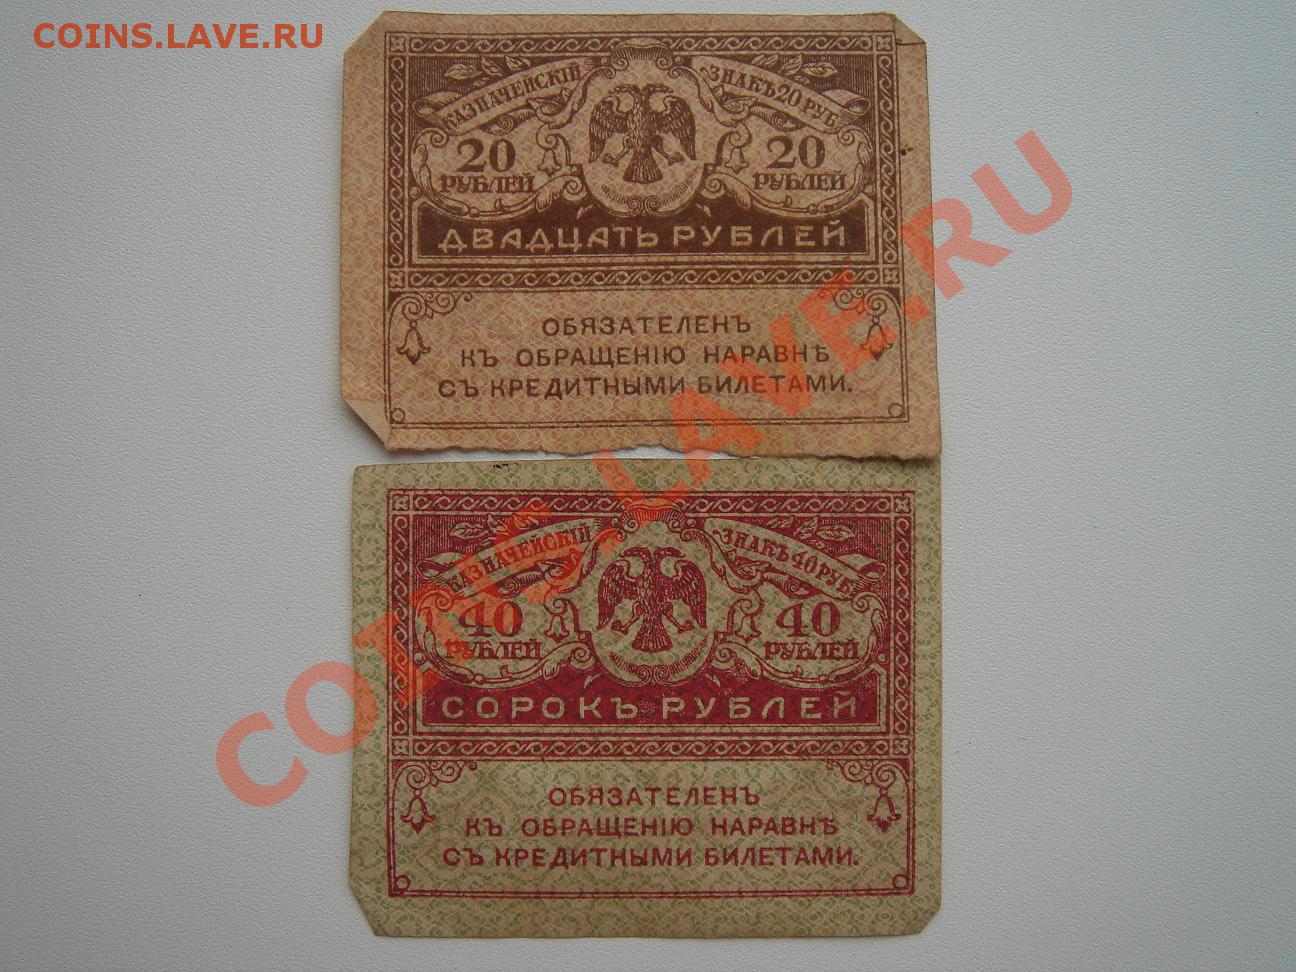 COINS.LAVE.RU
КАЗНАЧЕЙСКІЙ ЗНАКЪ 20 РУБ.
20 20
РУБЛЕЙ РУБЛЕЙ
ДВАДЦАТЬ РУБЛЕЙ
ОБЯЗАТЕЛЕНЪ
КЪ ОБРАЩЕНІЮ НАРАВНѢ
СЪ КРЕДИТНЫМИ БИЛЕТАМИ.
КАЗНАЧЕЙСКІЙ ЗНАКЪ 40 РУБ.
40 40
РУБЛЕЙ РУБЛЕЙ
СОРОКЪ РУБЛЕЙ
ОБЯЗАТЕЛЕНЪ
КЪ ОБРАЩЕНІЮ НАРАВНѢ
СЪ КРЕДИТНЫМИ БИЛЕТАМИ.
COINS.LAVE.RU